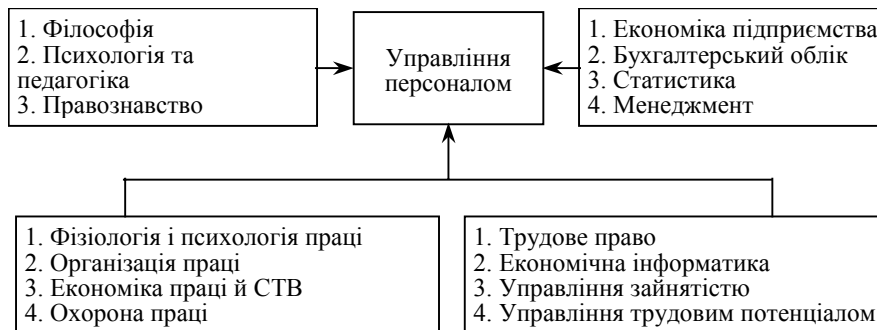 1. Філософія
2. Психологія та
педагогіка
3. Правознавство
Управління
персоналом
1. Економіка підприємства
2. Бухгалтерський облік
3. Статистика
4. Менеджмент
1. Фізіологія і психологія праці
2. Організація праці
3. Економіка праці й СТВ
4. Охорона праці
1. Трудове право
2. Економічна інформатика
3. Управління зайнятістю
4. Управління трудовим потенціалом